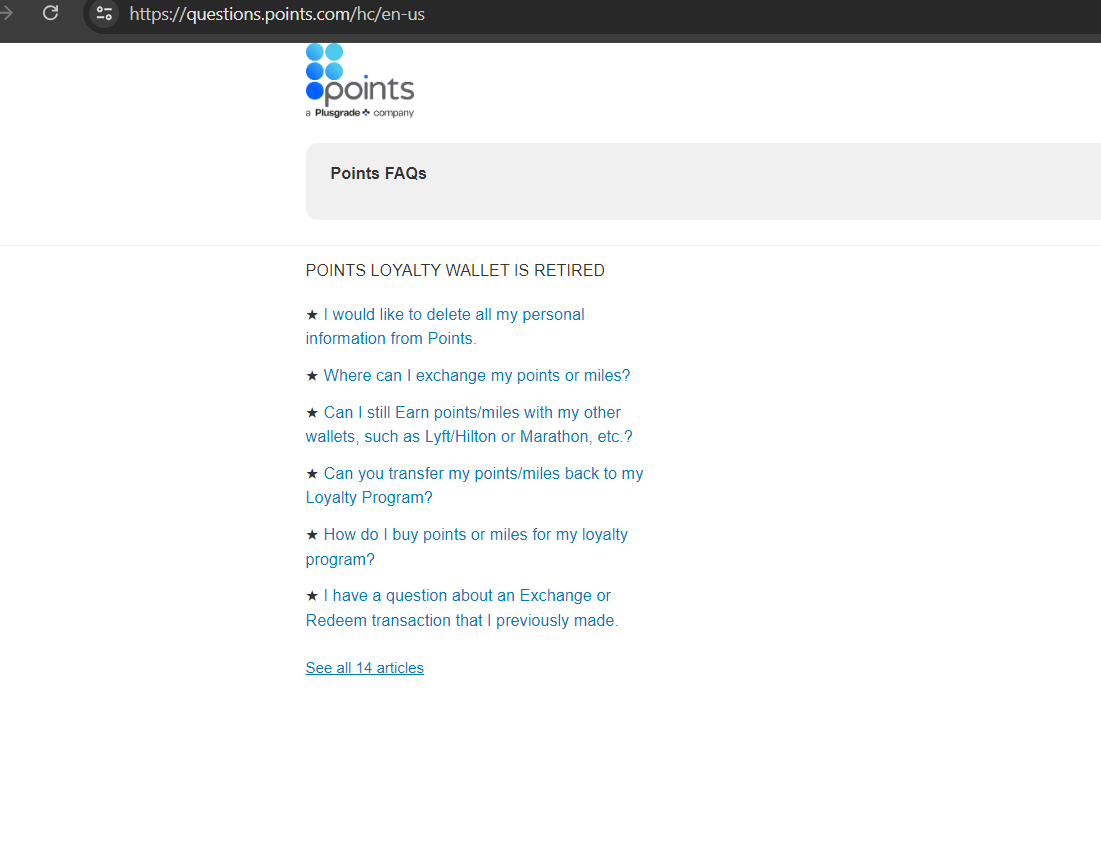 https://questions.points.com/hc/en-us
points
a Plusgrade company
Points FAQs
POINTS LOYALTY WALLET IS RETIRED
★ I would like to delete all my personal
information from Points.
★ Where can I exchange my points or miles?
★ Can I still Earn points/miles with my other
wallets, such as Lyft/Hilton or Marathon, etc.?
★ Can you transfer my points/miles back to my
Loyalty Program?
★ How do I buy points or miles for my loyalty
program?
★ I have a question about an Exchange or
Redeem transaction that I previously made.
See all 14 articles